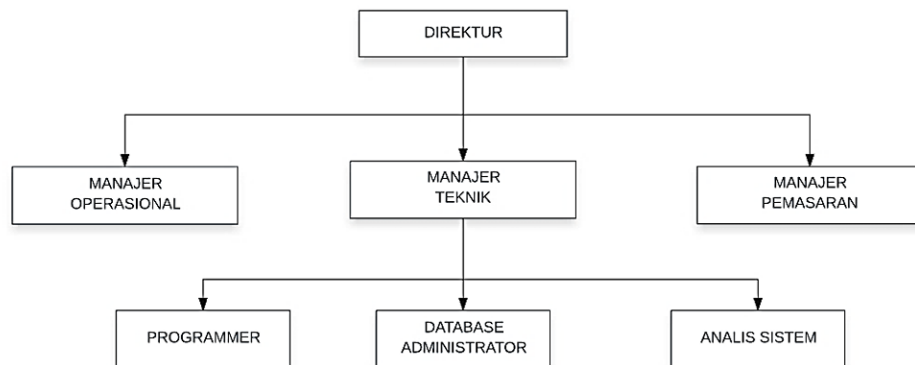 DIREKTUR
MANAJER
OPERASIONAL
MANAJER
TEKNIK
MANAJER
PEMASARAN
PROGRAMMER
DATABASE
ADMINISTRATOR
ANALIS SISTEM